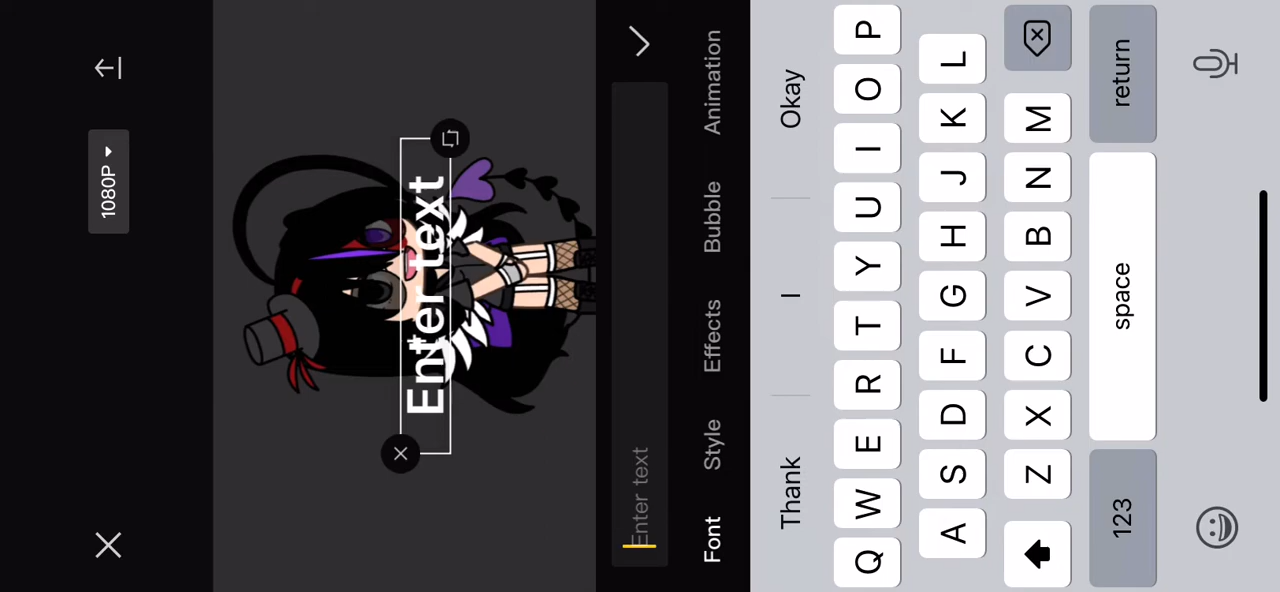 1080P
Enter text
Enter text
Font Style Effects Bubble Animation
Thank I Okay
Q W E R T Y U I O P
A S D F G H J K L
Z X C V B N M
123 space return